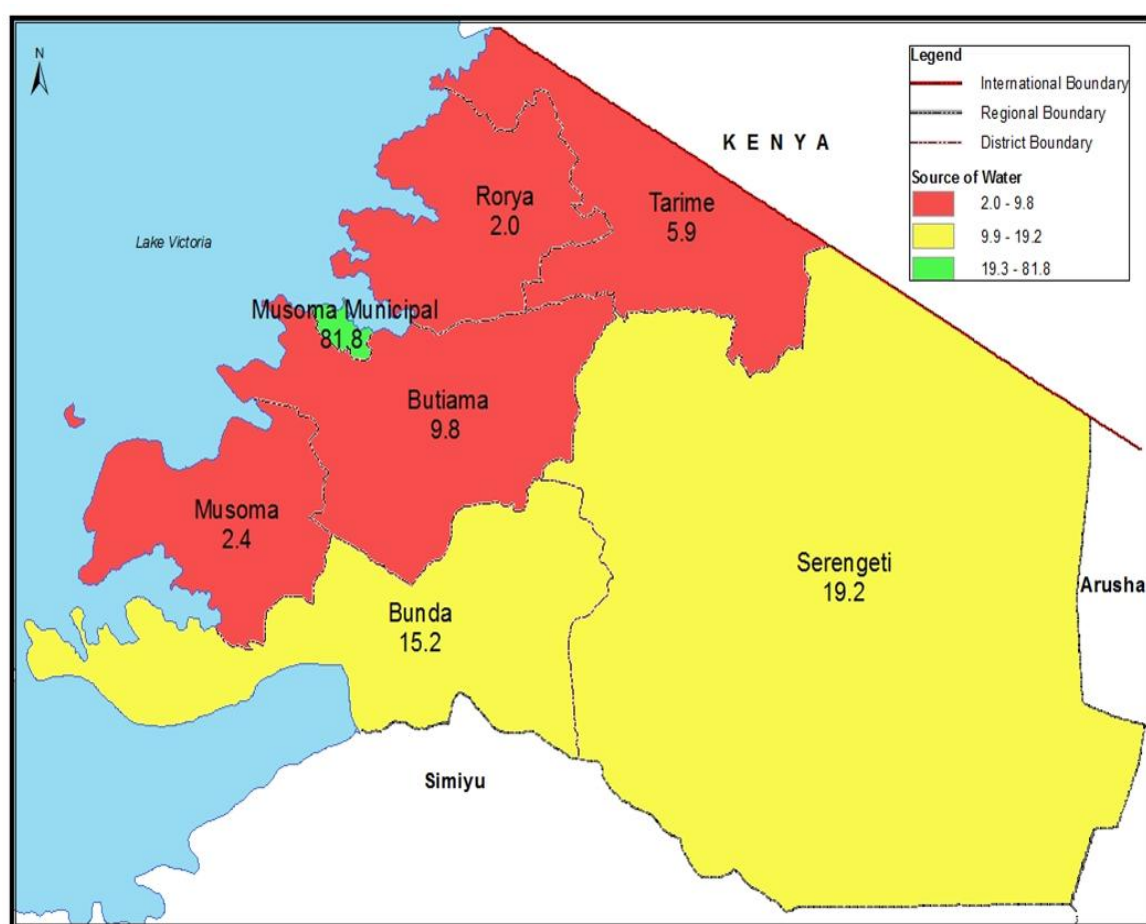 N
Legend
International Boundary
Regional Boundary
District Boundary
Source of Water
2.0 - 9.8
9.9 - 19.2
19.3 - 81.8
KENYA
Rorya
2.0
Tarime
5.9
Lake Victoria
Musoma Municipal
81.8
Butiama
9.8
Musoma
2.4
Serengeti
19.2
Arusha
Bunda
15.2
Simiyu